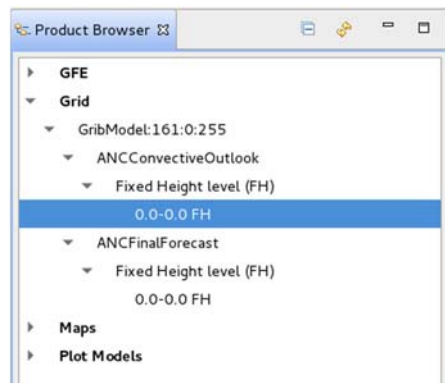 Product Browser
GFE
Grid
GribModel:161:0:255
ANCConvectiveOutlook
Fixed Height level (FH)
0.0-0.0 FH
ANCFinalForecast
Fixed Height level (FH)
0.0-0.0 FH
Maps
Plot Models